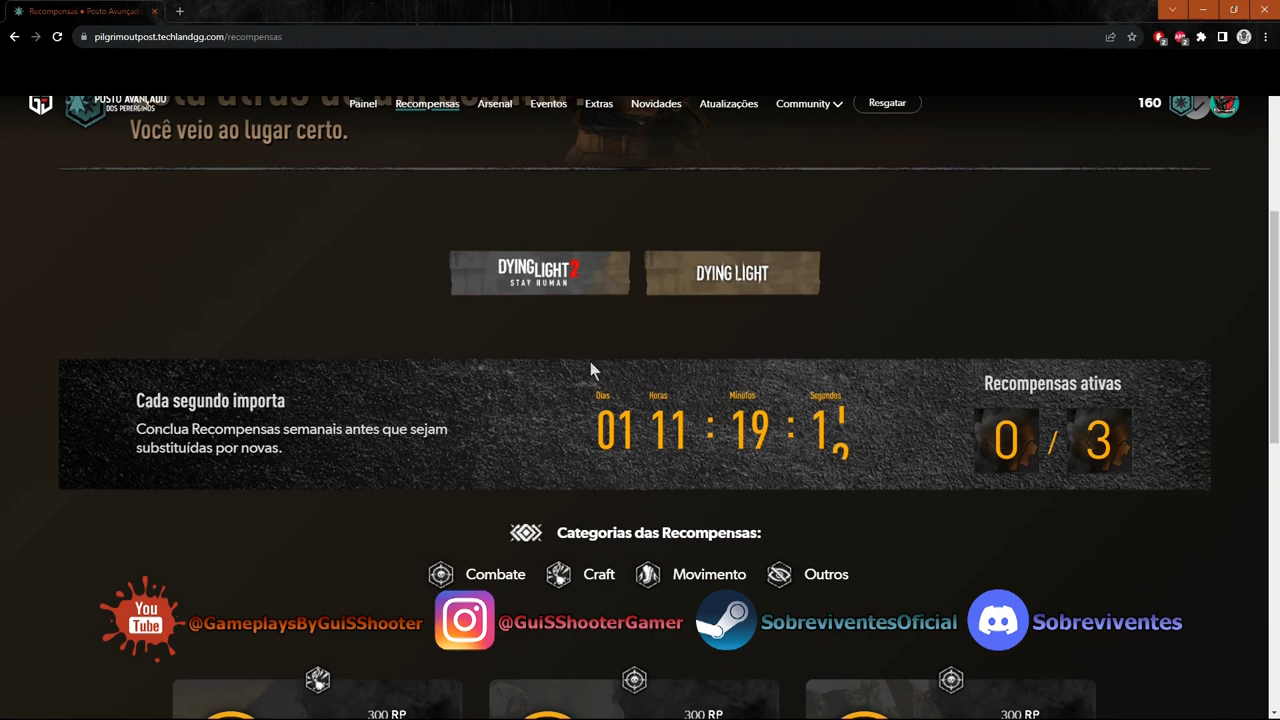 Recompensas • Posto Avançado
pilgrimoutpost.techlandgg.com/recompensas
POSTO AVANÇADO
DOS PEREGRINOS
Painel
Recompensas
Arsenal
Eventos
Extras
Novidades
Atualizações
Community
Resgatar
160
Você veio ao lugar certo.
DYING LIGHT 2
STAY HUMAN
DYING LIGHT
Cada segundo importa
Conclua Recompensas semanais antes que sejam
substituídas por novas.
Dias Horas Minutos Segundos
01 11 : 19 :
Recompensas ativas
0 / 3
Categorias das Recompensas:
Combate Craft Movimento Outros
You
Tube
@GameplaysByGuiSShooter
@GuiSShooterGamer
SobreviventesOficial
Sobreviventes
300 RP
300 RP
300 RP